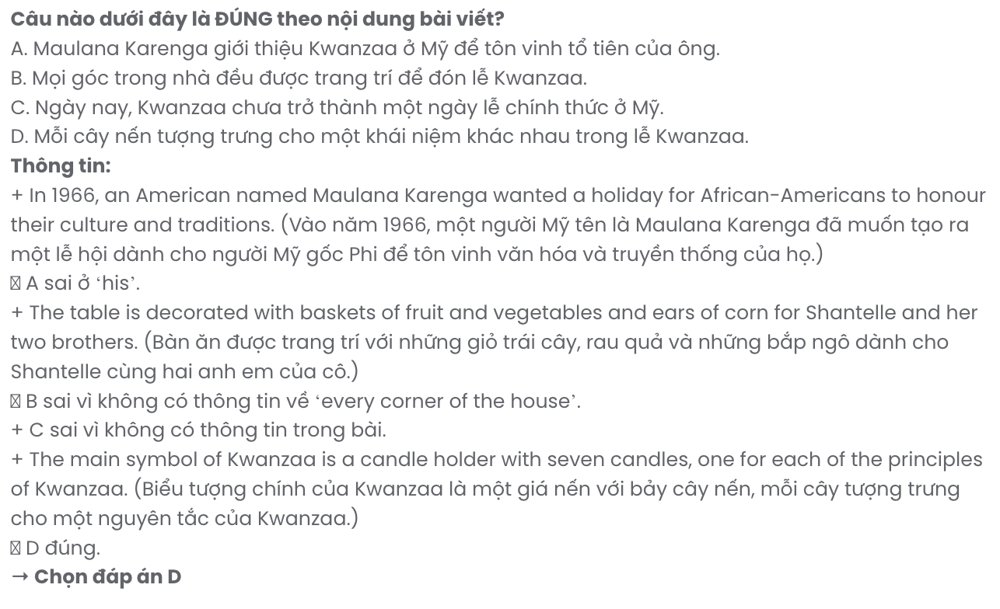 Câu nào dưới đây là ĐÚNG theo nội dung bài viết?
A. Maulana Karenga giới thiệu Kwanzaa ở Mỹ để tôn vinh tổ tiên của ông.
B. Mọi góc trong nhà đều được trang trí để đón lễ Kwanzaa.
C. Ngày nay, Kwanzaa chưa trở thành một ngày lễ chính thức ở Mỹ.
D. Mỗi cây nến tượng trưng cho một khái niệm khác nhau trong lễ Kwanzaa.
Thông tin:
+ In 1966, an American named Maulana Karenga wanted a holiday for African-Americans to honour
their culture and traditions. (Vào năm 1966, một người Mỹ tên là Maulana Karenga đã muốn tạo ra
một lễ hội dành cho người Mỹ gốc Phi để tôn vinh văn hóa và truyền thống của họ.)
A sai ở ‘his’.
+ The table is decorated with baskets of fruit and vegetables and ears of corn for Shantelle and her
two brothers. (Bàn ăn được trang trí với những giỏ trái cây, rau quả và những bắp ngô dành cho
Shantelle cùng hai anh em của cô.)
B sai vì không có thông tin về ‘every corner of the house’.
+ C sai vì không có thông tin trong bài.
+ The main symbol of Kwanzaa is a candle holder with seven candles, one for each of the principles
of Kwanzaa. (Biểu tượng chính của Kwanzaa là một giá nến với bảy cây nến, mỗi cây tượng trưng
cho một nguyên tắc của Kwanzaa.)
D đúng.
→ Chọn đáp án D